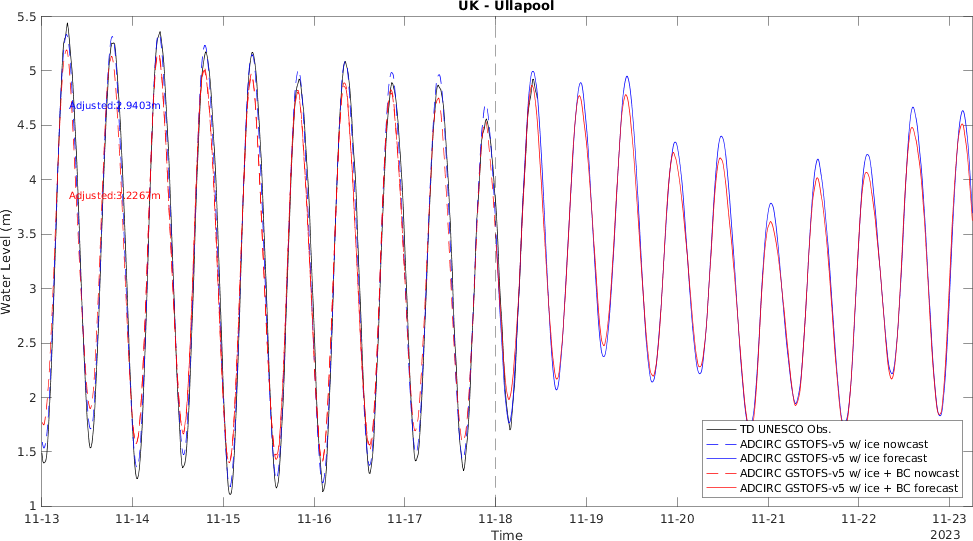 UK - Ullapool
5.5
5
4.5
4
3.5
3
2.5
2
1.5
1
Water Level (m)
Adjusted:2.9403m
Adjusted:3.2267m
TD UNESCO Obs.
ADCIRC GSTOFS-v5 w/ ice nowcast
ADCIRC GSTOFS-v5 w/ ice forecast
ADCIRC GSTOFS-v5 w/ ice + BC nowcast
ADCIRC GSTOFS-v5 w/ ice + BC forecast
11-13 11-14 11-15 11-16 11-17 11-18 11-19 11-20 11-21 11-22 11-23
Time
2023